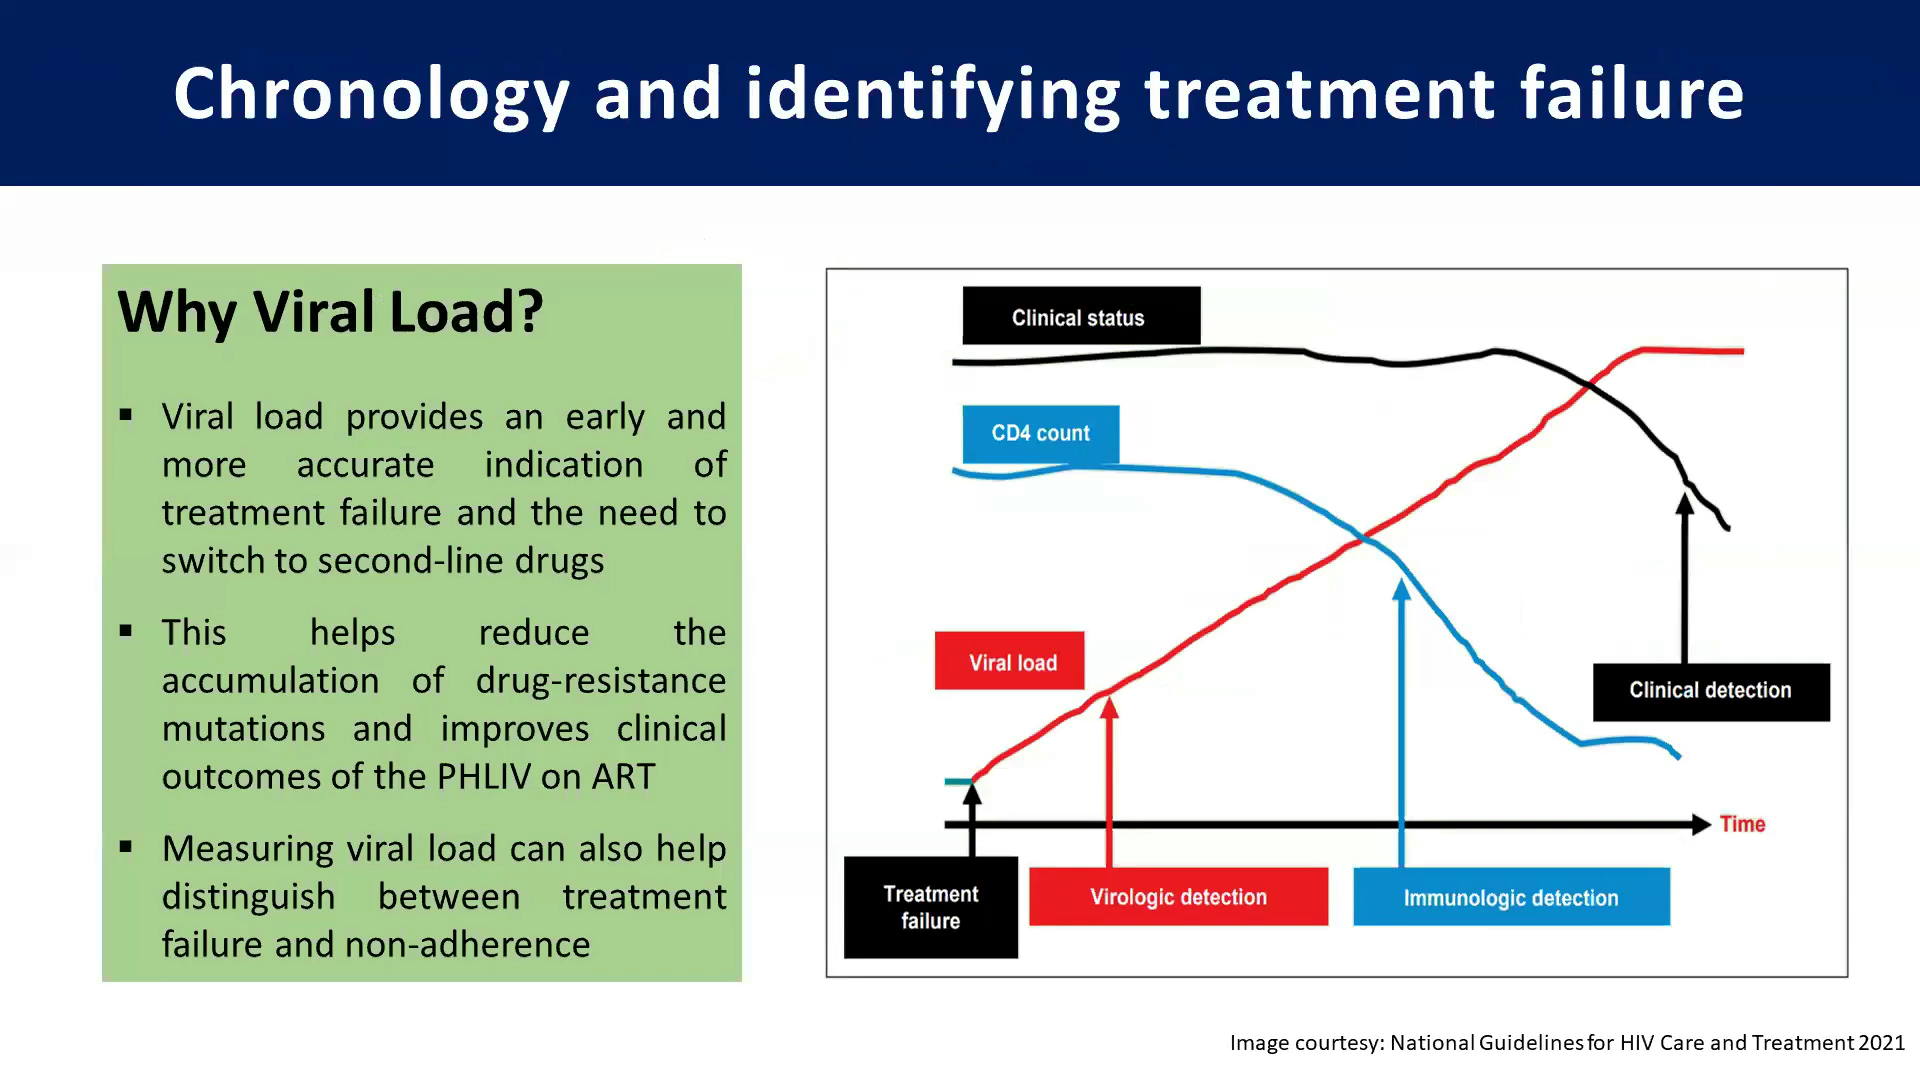 Chronology and identifying treatment failure
Why Viral Load?
▪ Viral load provides an early and
more accurate indication of
treatment failure and the need to
switch to second-line drugs
▪ This helps reduce the
accumulation of drug-resistance
mutations and improves clinical
outcomes of the PHLIV on ART
▪ Measuring viral load can also help
distinguish between treatment
failure and non-adherence
Clinical status
CD4 count
Viral load
Clinical detection
Time
Treatment
failure
Virologic detection
Immunologic detection
Image courtesy: National Guidelines for HIV Care and Treatment 2021